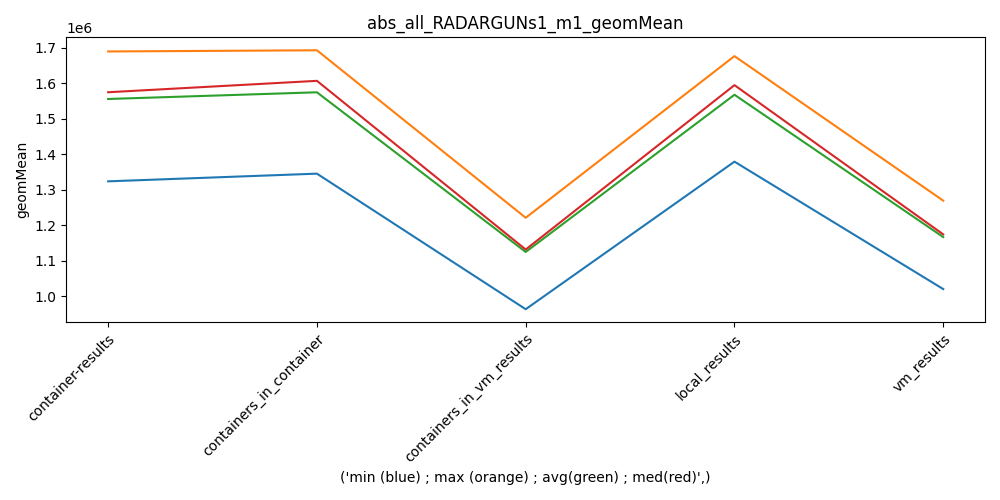 abs_all_RADARGUNs1_m1_geomMean
1e6
1.7
1.6
1.5
1.4
1.3
1.2
1.1
1.0
geomMean
container-results
containers_in_container
containers_in_vm_results
local_results
vm_results
('min (blue) ; max (orange) ; avg(green) ; med(red)',)